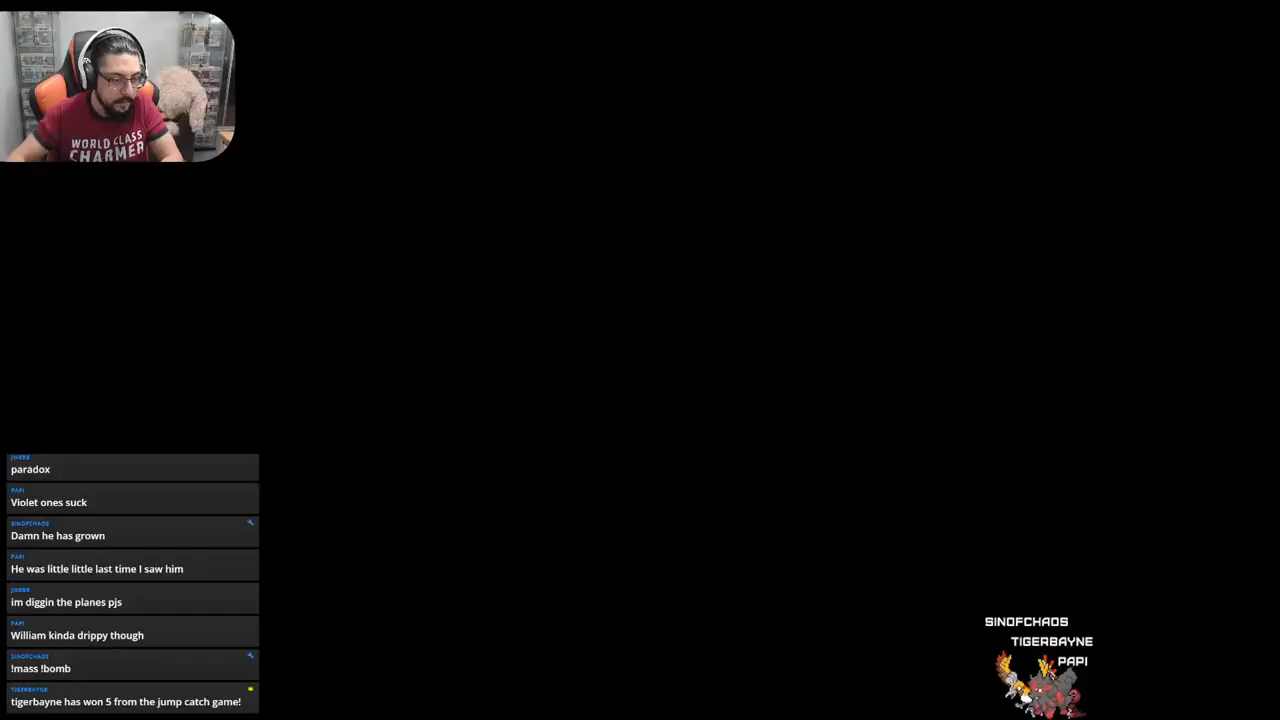 WORLD CLASS
CHARMER
JWEBB
paradox
PAPI
Violet ones suck
SINOFCHAOS
Damn he has grown
PAPI
He was little little last time I saw him
JWEBB
im diggin the planes pjs
PAPI
William kinda drippy though
SINOFCHAOS
!mass !bomb
TIGERBAYNE
tigerbayne has won 5 from the jump catch game!
SINOFCHAOS
TIGERBAYNE
PAPI